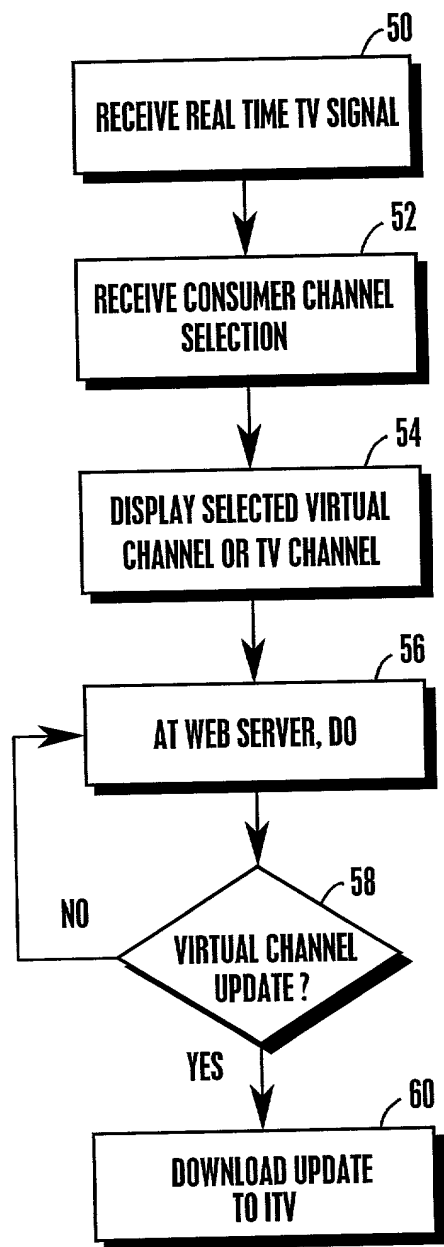 50
RECEIVE REAL TIME TV SIGNAL
52
RECEIVE CONSUMER CHANNEL
SELECTION
54
DISPLAY SELECTED VIRTUAL
CHANNEL OR TV CHANNEL
56
AT WEB SERVER, DO
58
NO
VIRTUAL CHANNEL
UPDATE ?
YES
60
DOWNLOAD UPDATE
TO ITV